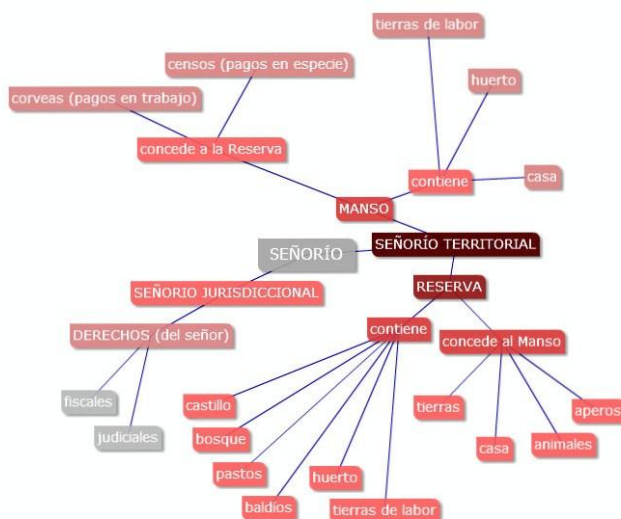 tierras de labor
censos (pagos en especie)
huerto
corveas (pagos en trabajo)
concede a la Reserva
contiene
casa
MANSO
SEÑORÍO TERRITORIAL
SEÑORÍO
RESERVA
SEÑORIO JURISDICCIONAL
contiene
DERECHOS (del señor)
concede al Manso
fiscales
castillo
tierras
aperos
judiciales
bosque
casa
animales
pastos
huerto
baldíos
tierras de labor